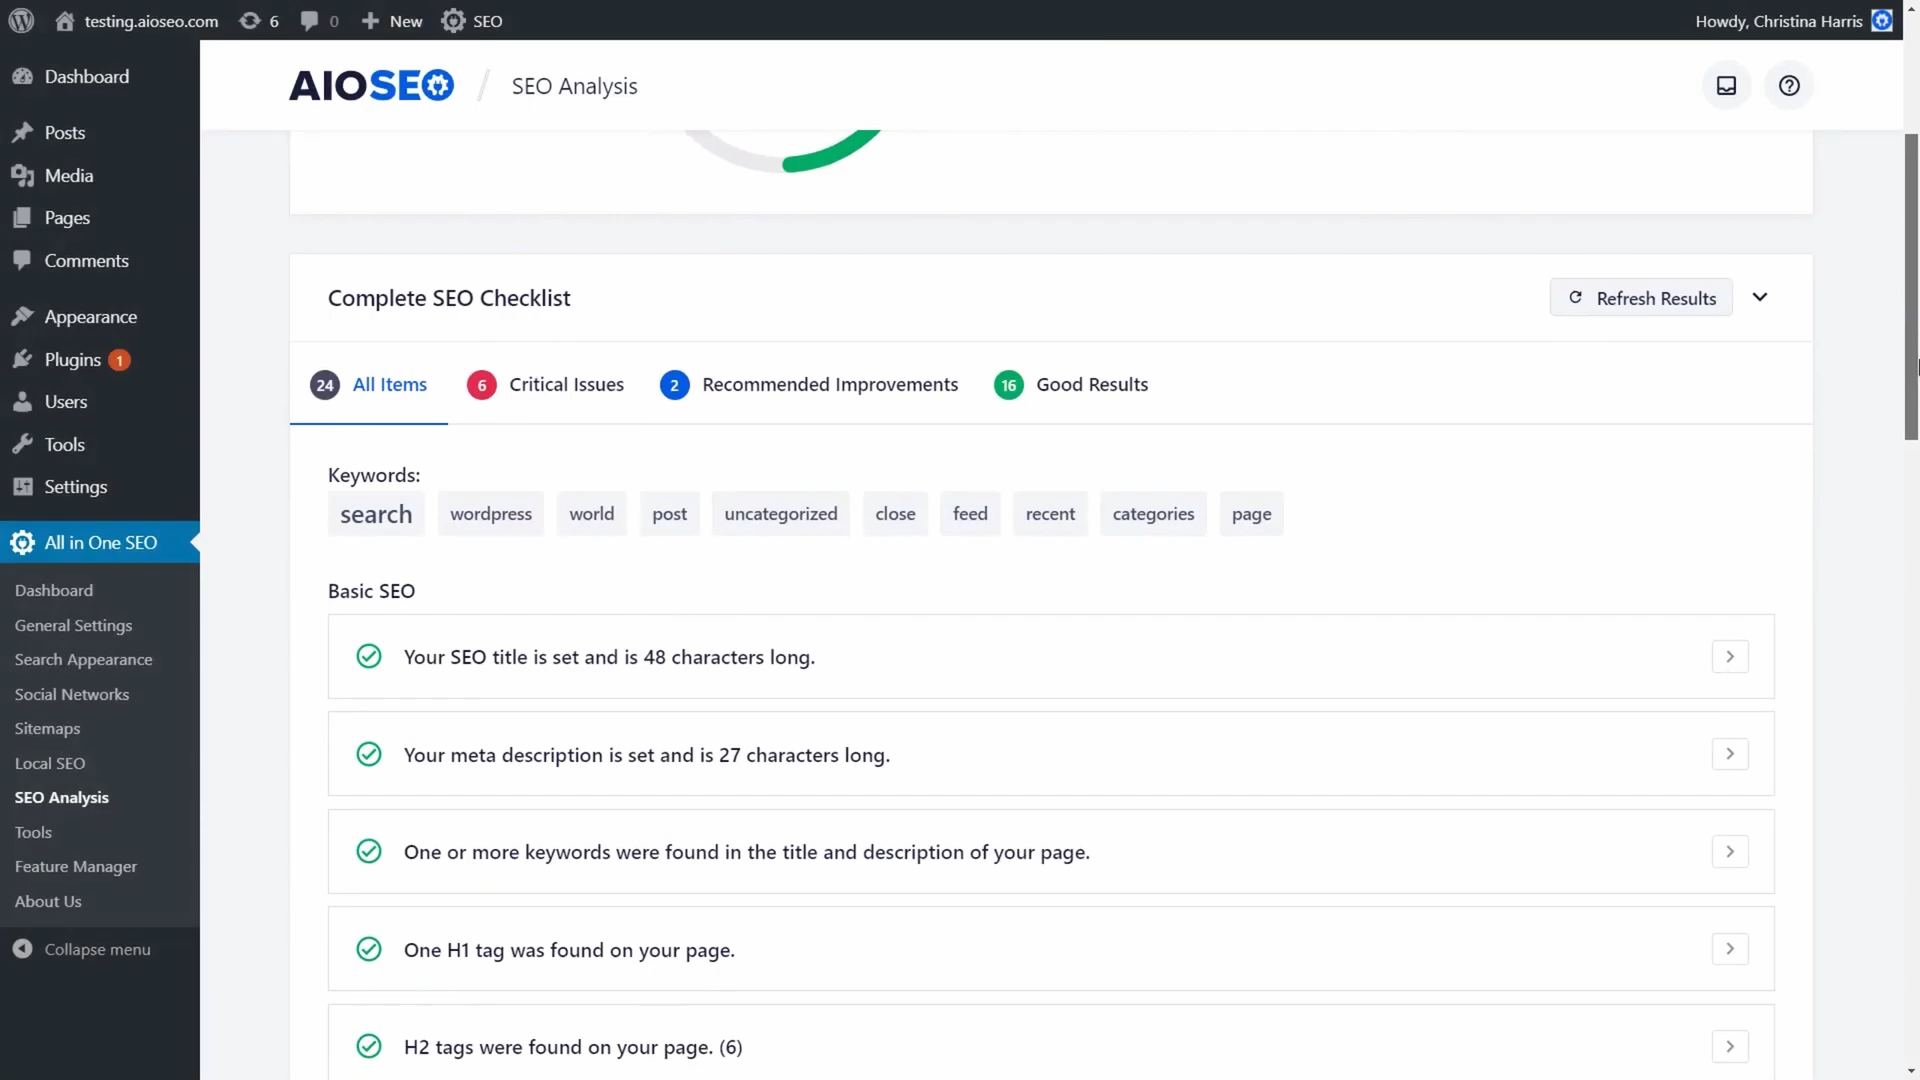 testing.aioseo.com 6 0 New SEO Howdy, Christina Harris
Dashboard
Posts
Media
Pages
Comments
Appearance
Plugins 1
Users
Tools
Settings
All in One SEO
Dashboard
General Settings
Search Appearance
Social Networks
Sitemaps
Local SEO
SEO Analysis
Tools
Feature Manager
About Us
Collapse menu
AIOSEO / SEO Analysis
Complete SEO Checklist Refresh Results
24 All Items 6 Critical Issues 2 Recommended Improvements 16 Good Results
Keywords:
search wordpress world post uncategorized close feed recent categories page
Basic SEO
Your SEO title is set and is 48 characters long.
Your meta description is set and is 27 characters long.
One or more keywords were found in the title and description of your page.
One H1 tag was found on your page.
H2 tags were found on your page. (6)